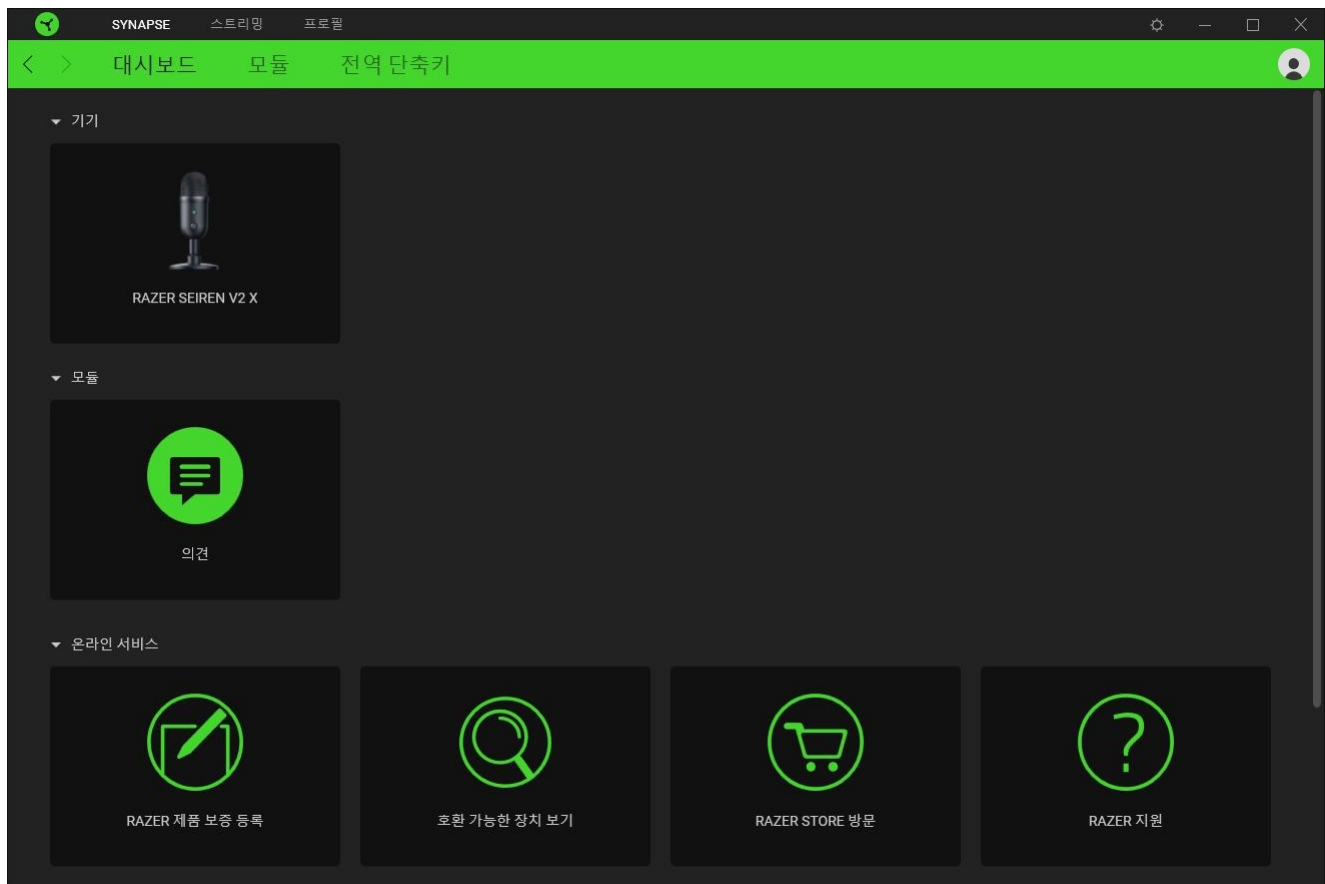 SYNAPSE 스트리밍 프로필
대시보드 모듈 전역 단축키
기기
RAZER SEIREN V2 X
모듈
의견
온라인 서비스
RAZER 제품 보증 등록 호환 가능한 장치 보기 RAZER STORE 방문 RAZER 지원